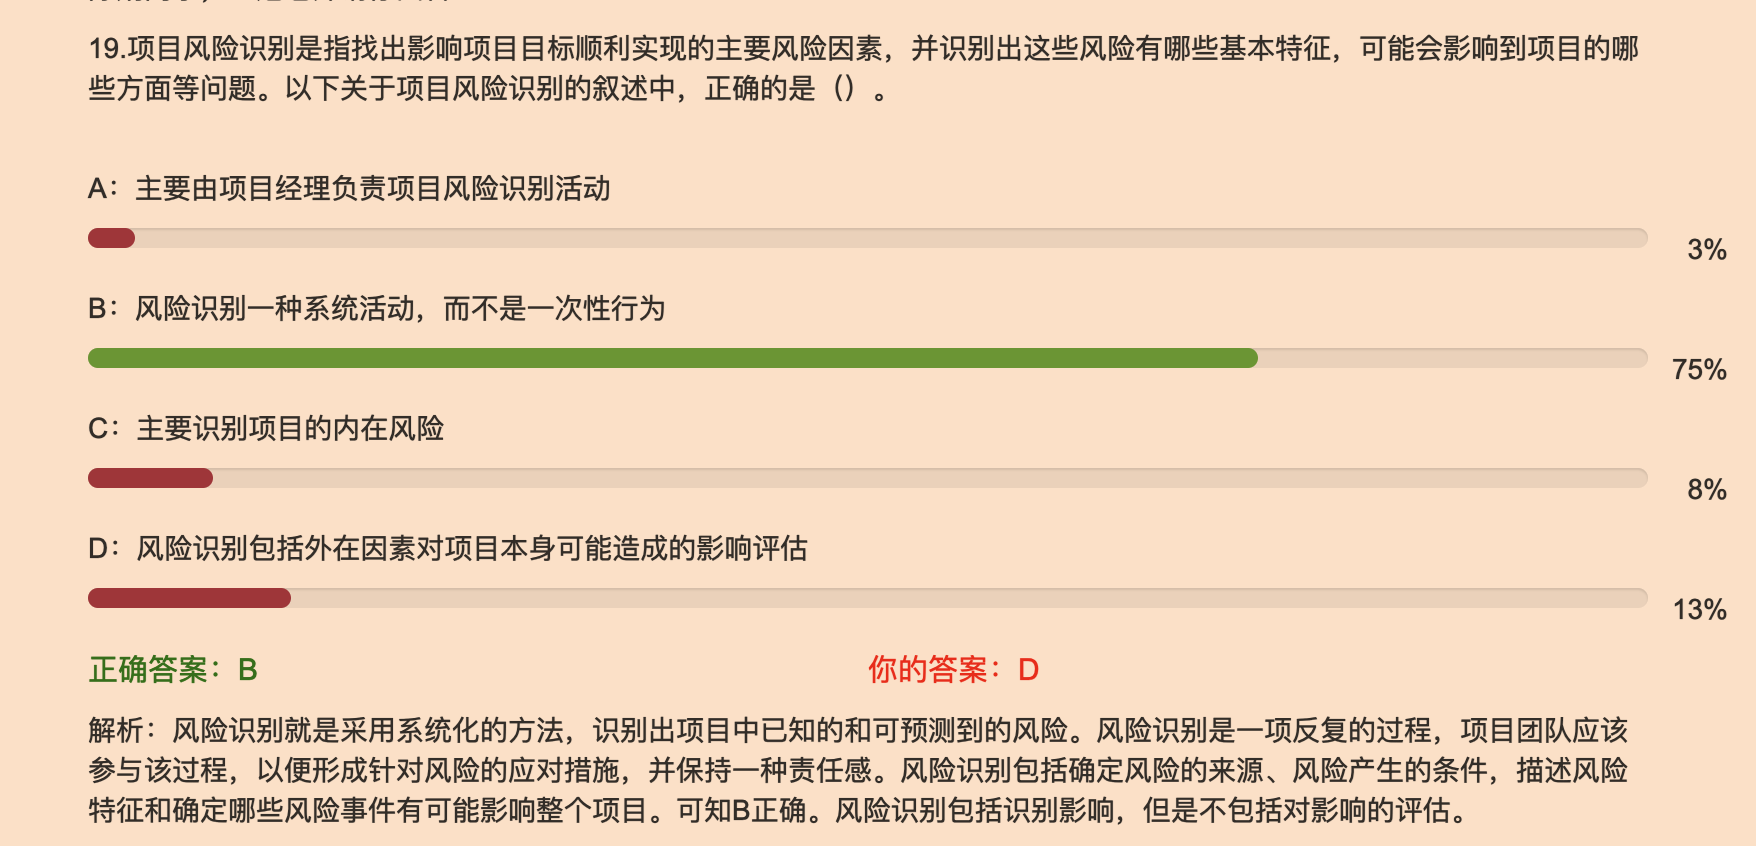 19.项目风险识别是指找出影响项目目标顺利实现的主要风险因素，并识别出这些风险有哪些基本特征，可能会影响到项目的哪
些方面等问题。以下关于项目风险识别的叙述中，正确的是（）。
A：主要由项目经理负责项目风险识别活动
3%
B：风险识别一种系统活动，而不是一次性行为
75%
C：主要识别项目的内在风险
8%
D：风险识别包括外在因素对项目本身可能造成的影响评估
13%
正确答案：B 你的答案：D
解析：风险识别就是采用系统化的方法，识别出项目中已知的和可预测到的风险。风险识别是一项反复的过程，项目团队应该
参与该过程，以便形成针对风险的应对措施，并保持一种责任感。风险识别包括确定风险的来源、风险产生的条件，描述风险
特征和确定哪些风险事件有可能影响整个项目。可知B正确。风险识别包括识别影响，但是不包括对影响的评估。